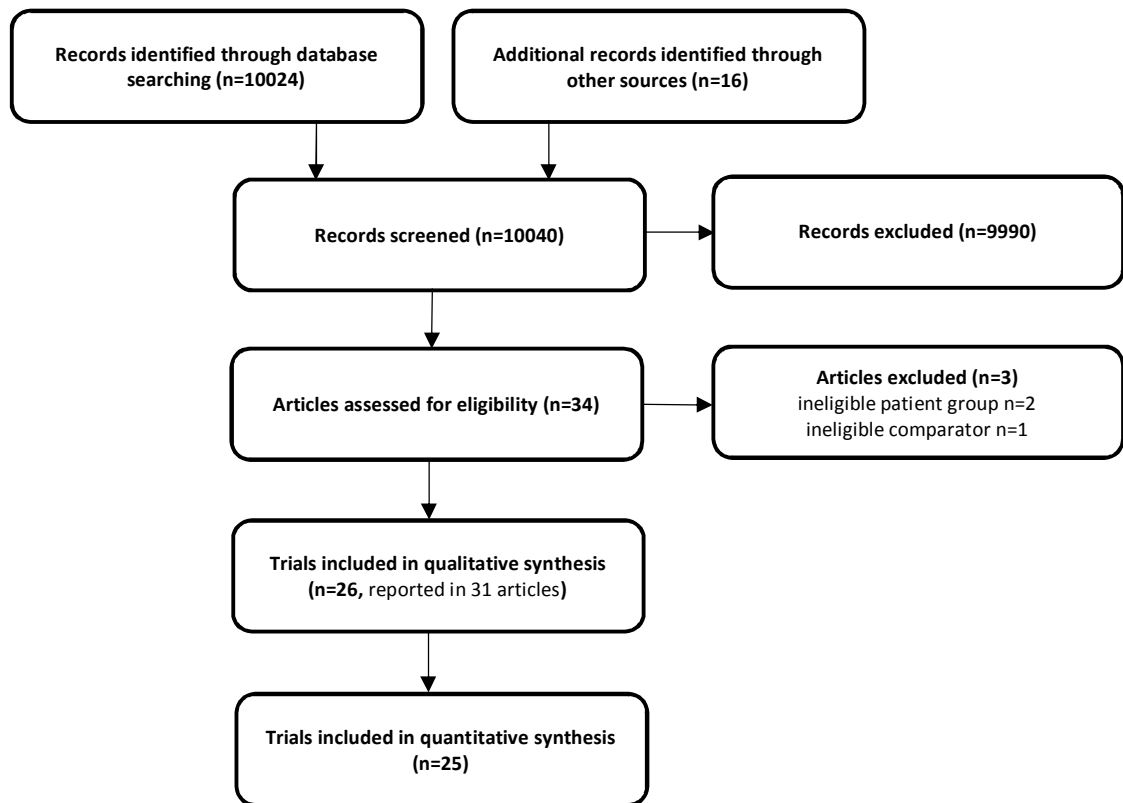 Records identified through database
searching (n=10024)
Additional records identified through
other sources (n=16)
Records screened (n=10040)
Records excluded (n=9990)
Articles assessed for eligibility (n=34)
Articles excluded (n=3)
ineligible patient group n=2
ineligible comparator n=1
Trials included in qualitative synthesis
(n=26, reported in 31 articles)
Trials included in quantitative synthesis
(n=25)